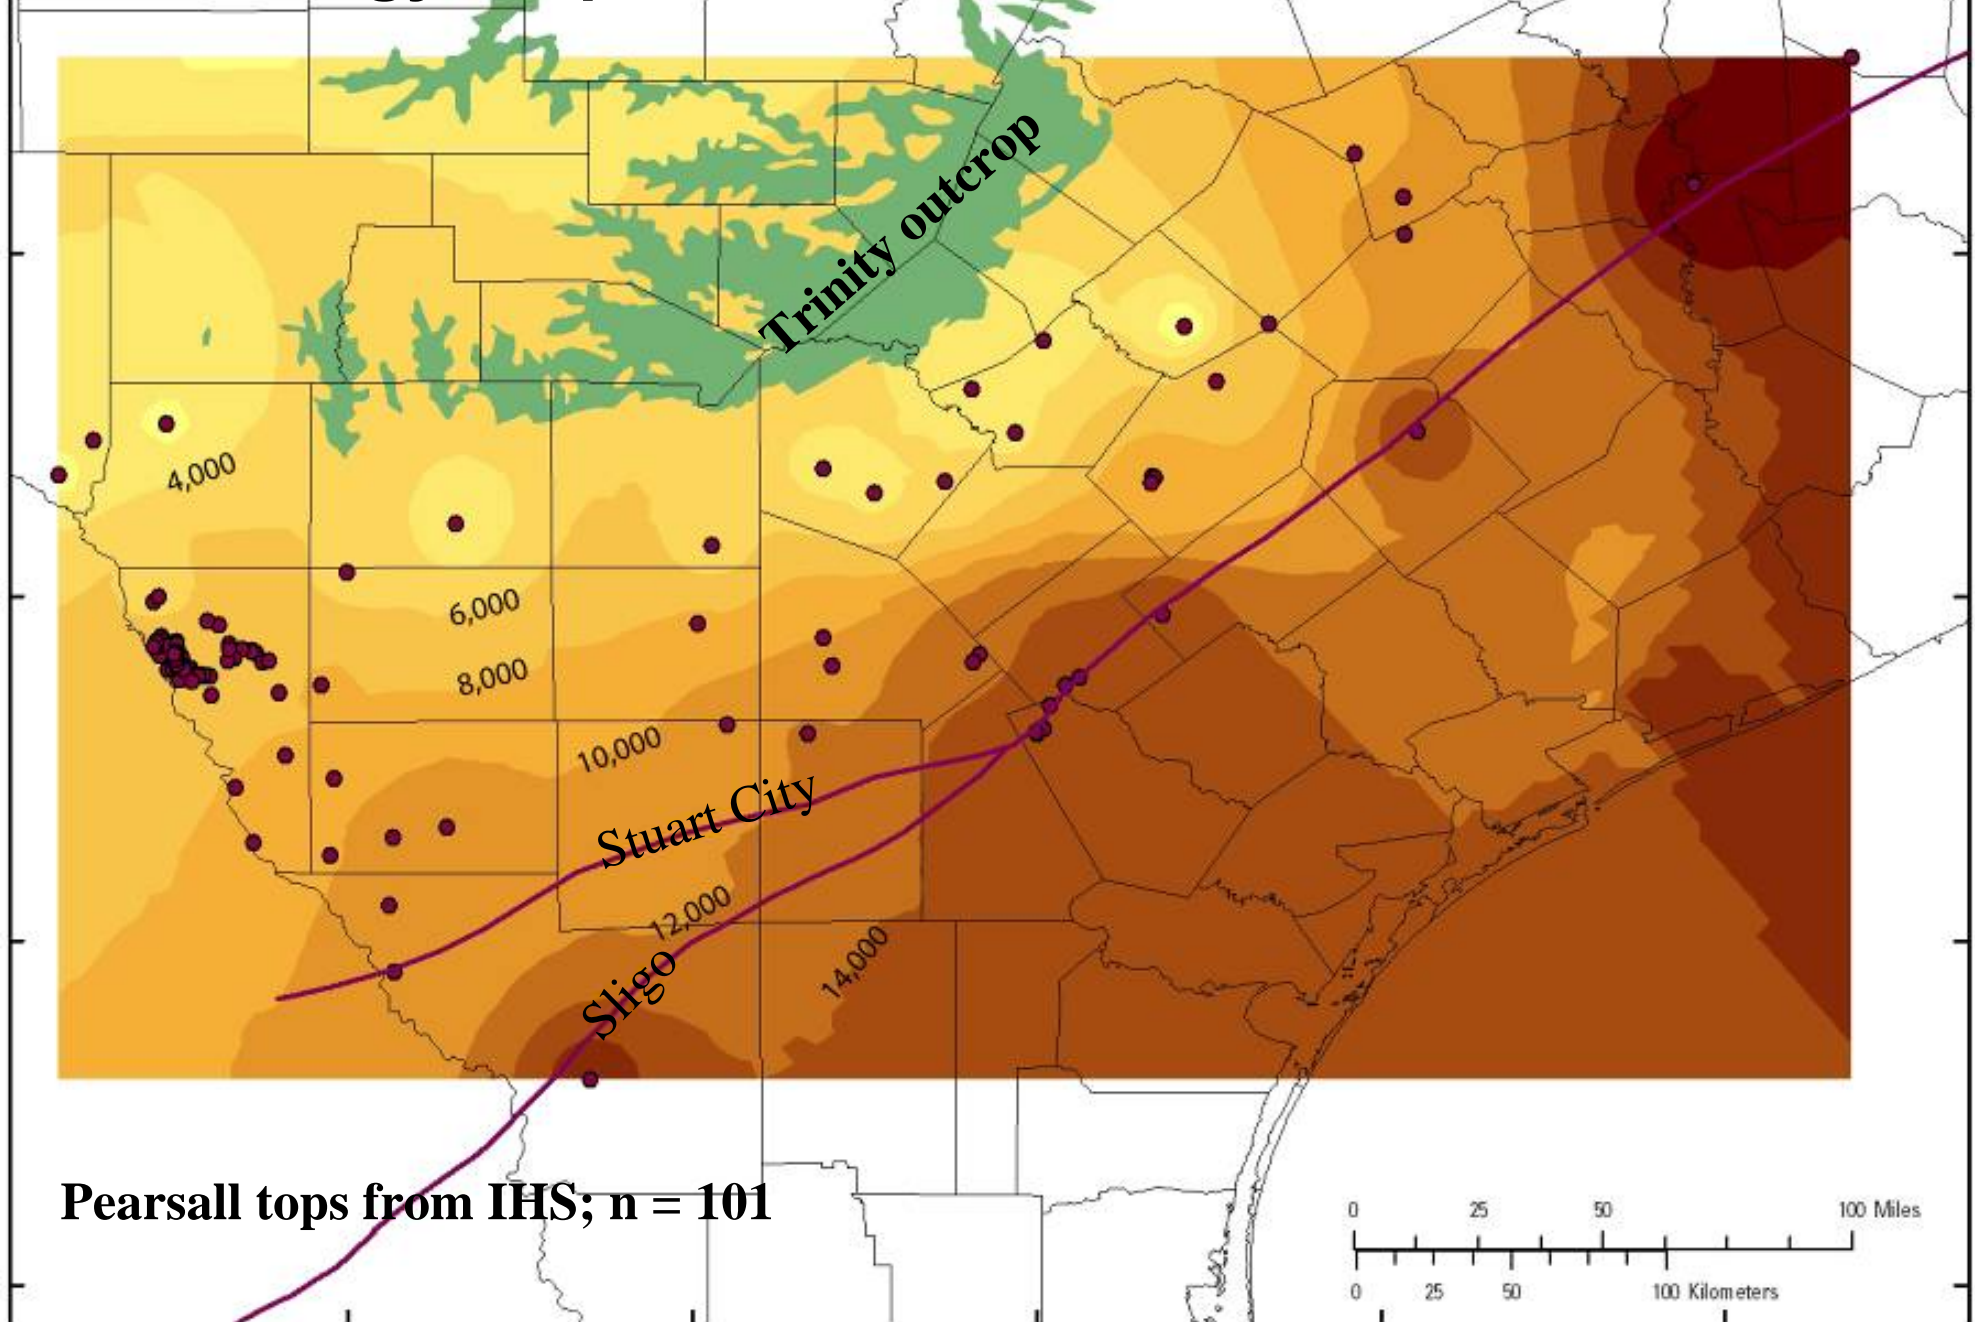 Trinity outcrop
4,000
6,000
8,000
10,000
Stuart City
12,000
14,000
Sligo
Pearsall tops from IHS; n = 101
0 25 50 100 Miles
0 25 50 100 Kilometers